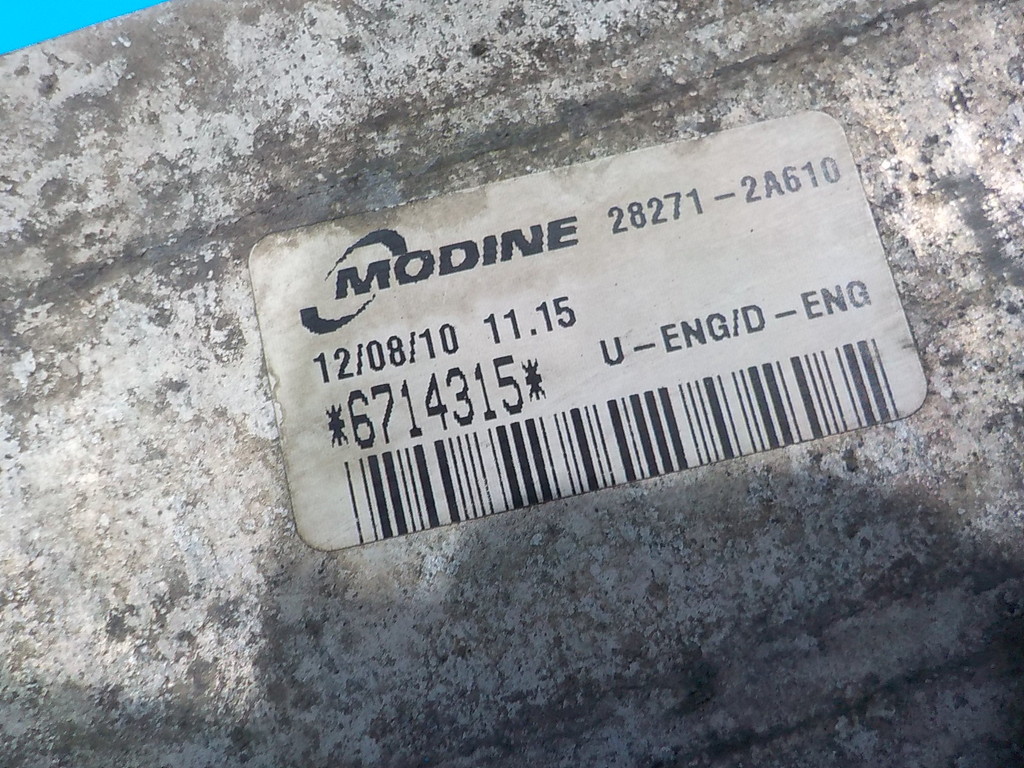 MODINE 28271-2A610
12/08/10 11.15
U-ENG/D-ENG
*6714315*